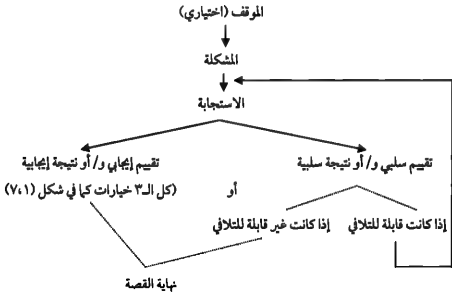 الموقف (اختياري)
المشكلة
الاستجابة
تقييم سلبي و/ أو نتيجة سلبية
تقييم إيجابي و/ أو نتيجة إيجابية
أو
(كل الـ٣ خيارات كما في شكل (٧،١)
إذا كانت قابلة للتلافي
إذا كانت غير قابلة للتلافي
نهاية القصة